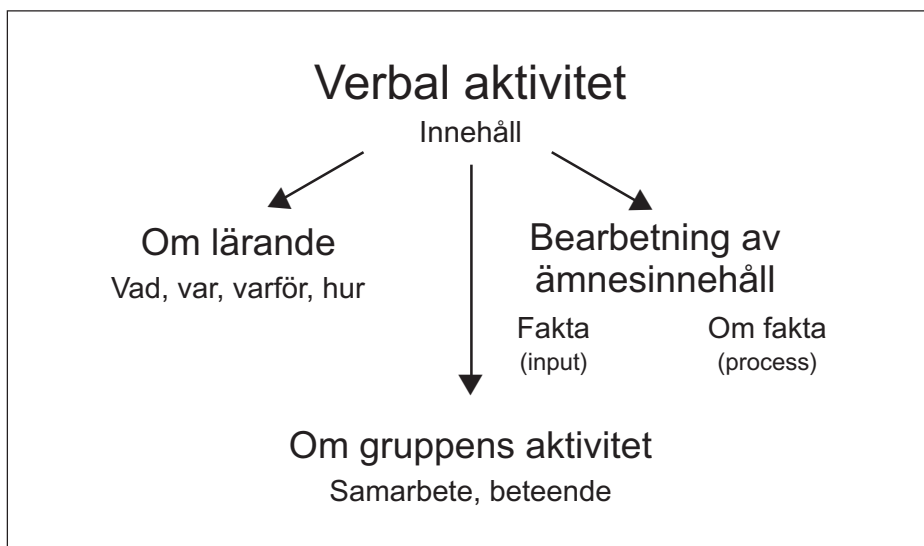 Verbal aktivitet
Innehåll
Om lärande
Vad, var, varför, hur
Bearbetning av
ämnesinnehåll
Fakta
(input)
Om fakta
(process)
Om gruppens aktivitet
Samarbete, beteende